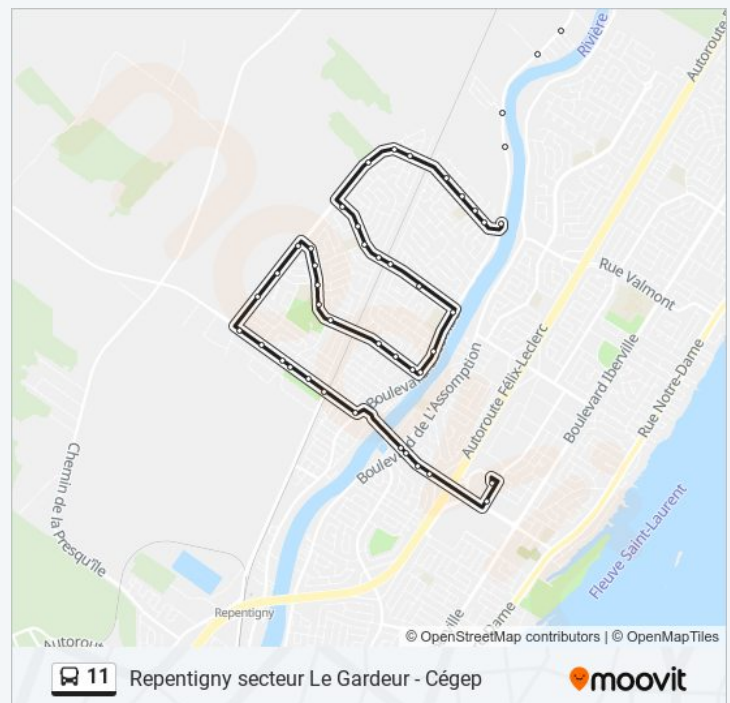 Rivière
Autoroute
Rue Valmont
Autoroute Félix-Leclerc
Boulevard Iberville
Rue Notre-Dame
Boulevard de L'Assomption
Chemin de la Presqu'île
Fleuve Saint-Laurent
Repentigny
© OpenStreetMap contributors | © OpenMapTiles
11 Repentigny secteur Le Gardeur - Cégep
moovit